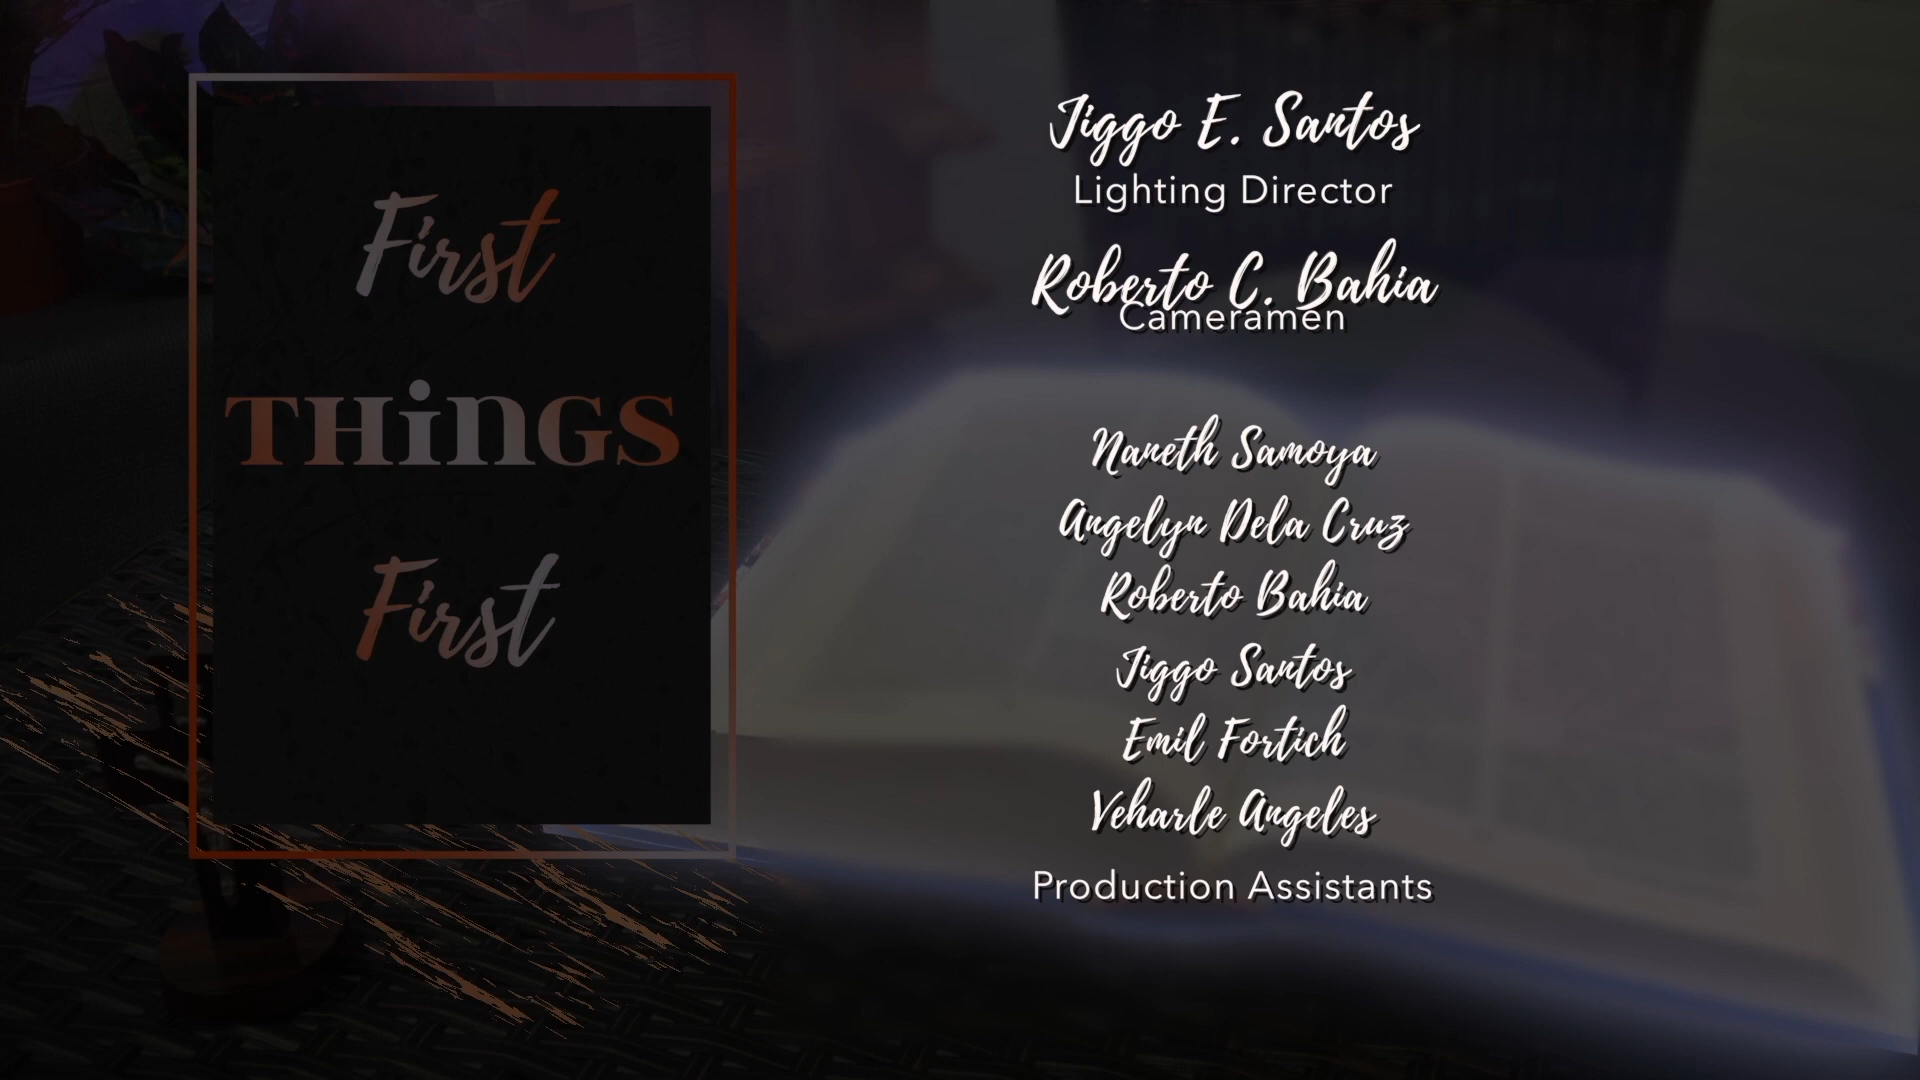 First
THiNGS
First
Jiggo E. Santos
Lighting Director
Roberto C. Bahia
Cameramen
Naneth Samoya
Angelyn Dela Cruz
Roberto Bahia
Jiggo Santos
Emil Fortich
Veharle Angeles
Production Assistants